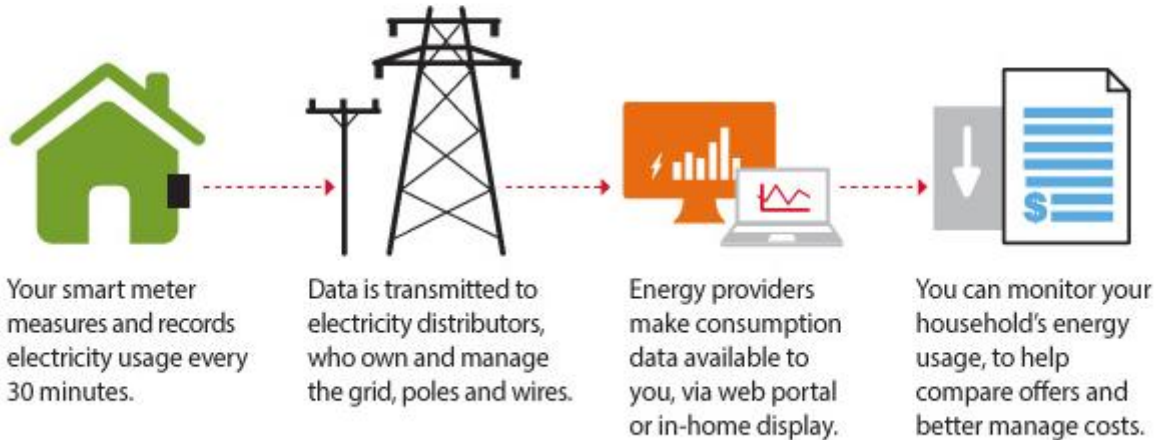 Your smart meter
measures and records
electricity usage every
30 minutes.
Data is transmitted to
electricity distributors,
who own and manage
the grid, poles and wires.
$
Energy providers
make consumption
data available to
you, via web portal
or in-home display.
You can monitor your
household's energy
usage, to help
compare offers and
better manage costs.